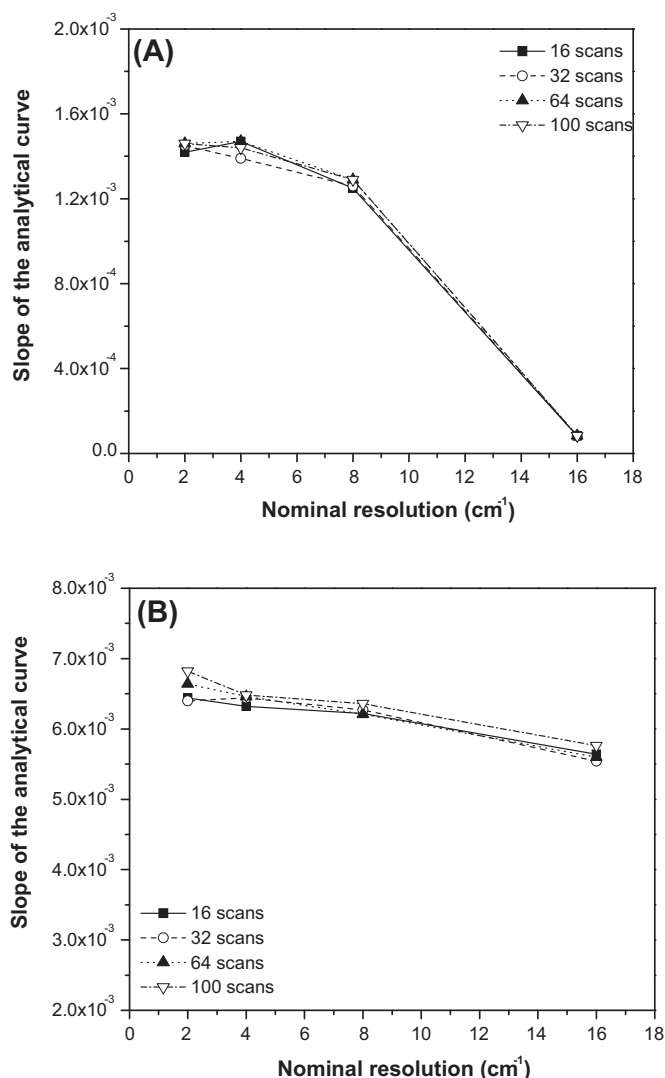 (A)
16 scans
32 scans
64 scans
100 scans
2.0x10⁻³
1.6x10⁻³
1.2x10⁻³
8.0x10⁻⁴
4.0x10⁻⁴
0.0
Slope of the analytical curve
0 2 4 6 8 10 12 14 16 18
Nominal resolution (cm⁻¹)
(B)
8.0x10⁻³
7.0x10⁻³
6.0x10⁻³
5.0x10⁻³
4.0x10⁻³
3.0x10⁻³
2.0x10⁻³
Slope of the analytical curve
16 scans
32 scans
64 scans
100 scans
0 2 4 6 8 10 12 14 16 18
Nominal resolution (cm⁻¹)